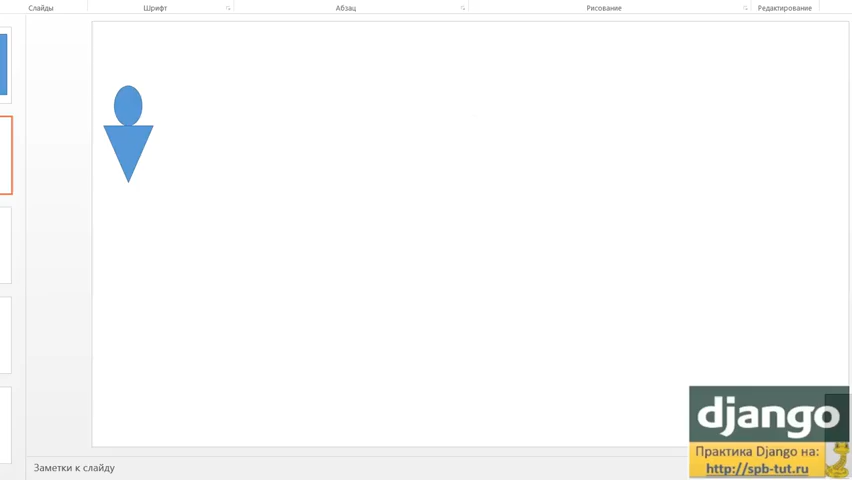 Слайды Шрифт Абзац Рисование Редактирование
django
Практика Django на:
http://spb-tut.ru
Заметки к слайду